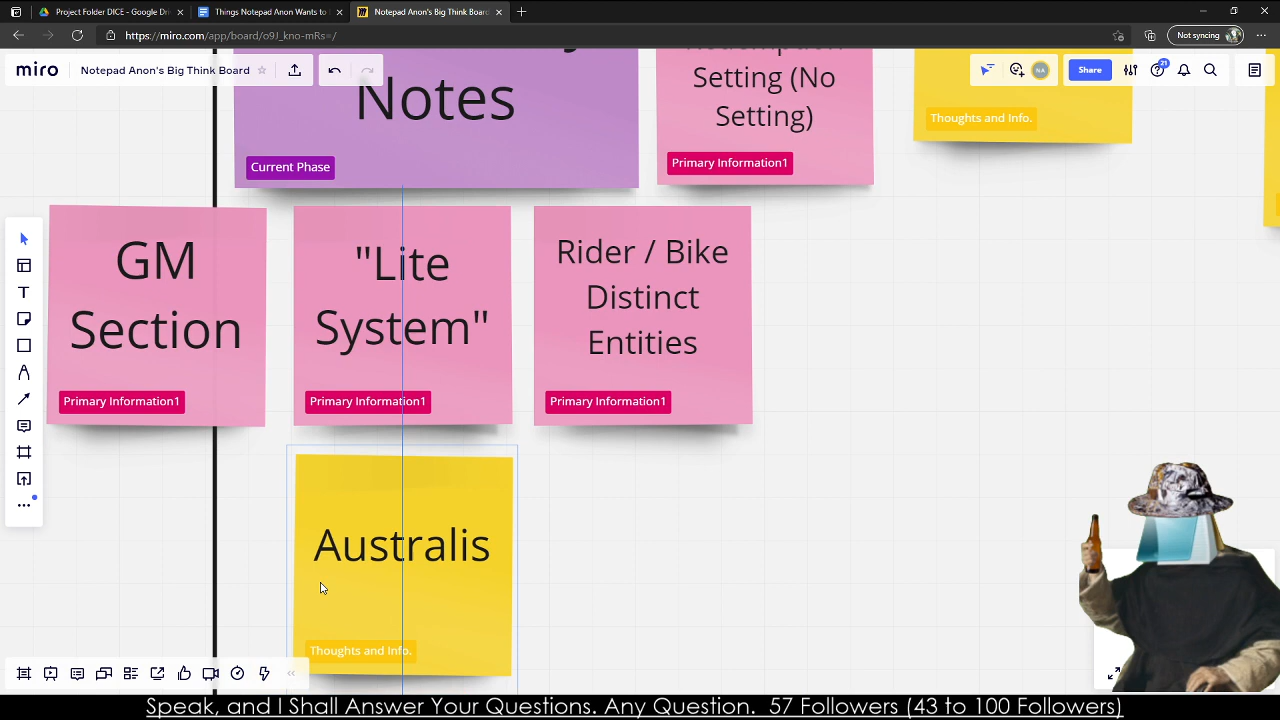 Project Folder DICE - Google Dri
Things Notepad Anon Wants to
Notepad Anon's Big Think Board
https://miro.com/app/board/o9J_kno-mRs=/
Not syncing
miro
Notepad Anon's Big Think Board
NA
Share
21
Notes
Current Phase
Setting (No
Setting)
Primary Information1
Thoughts and Info.
GM
Section
Primary Information1
"Lite
System"
Primary Information1
Rider / Bike
Distinct
Entities
Primary Information1
Australis
Thoughts and Info.
Speak, and I Shall Answer Your Questions. Any Question.  57 Followers (43 to 100 Followers)